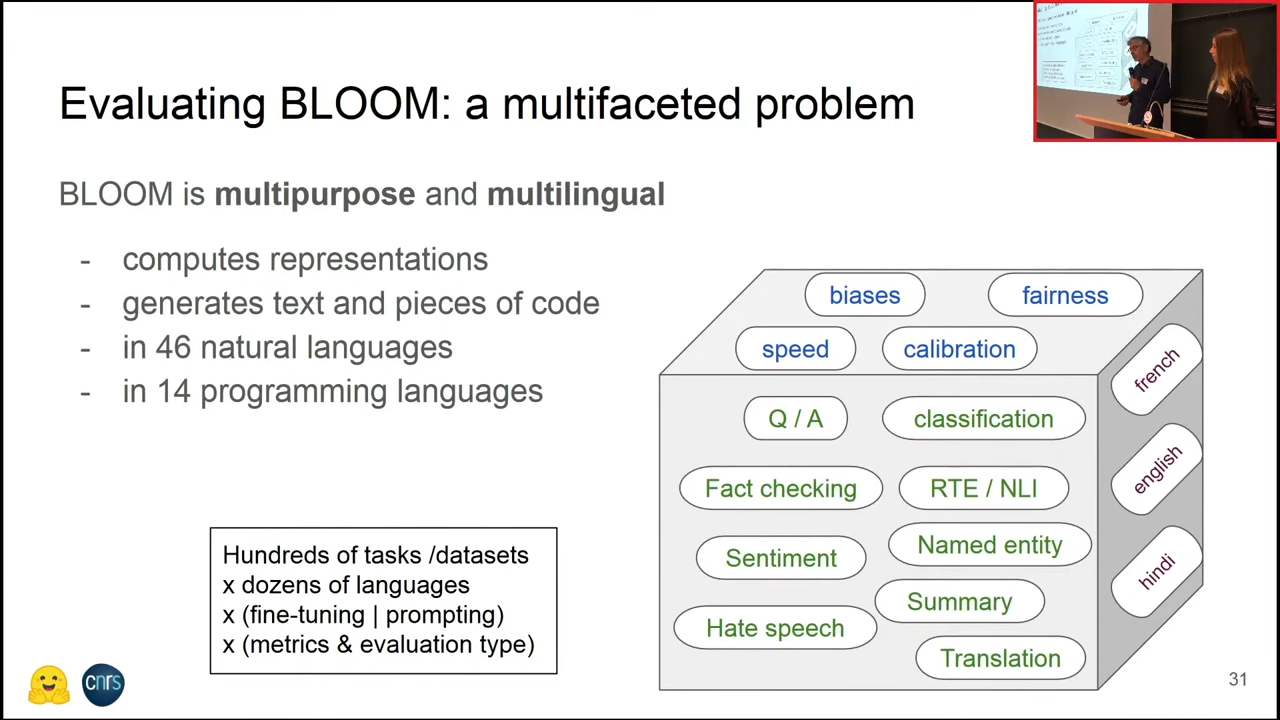 Evaluating BLOOM: a multifaceted problem
BLOOM is multipurpose and multilingual
- computes representations
- generates text and pieces of code
- in 46 natural languages
- in 14 programming languages
Hundreds of tasks /datasets
x dozens of languages
x (fine-tuning | prompting)
x (metrics & evaluation type)
biases
fairness
speed
calibration
Q / A
classification
Fact checking
RTE / NLI
Sentiment
Named entity
Summary
Hate speech
Translation
french
english
hindi
cnrs
31